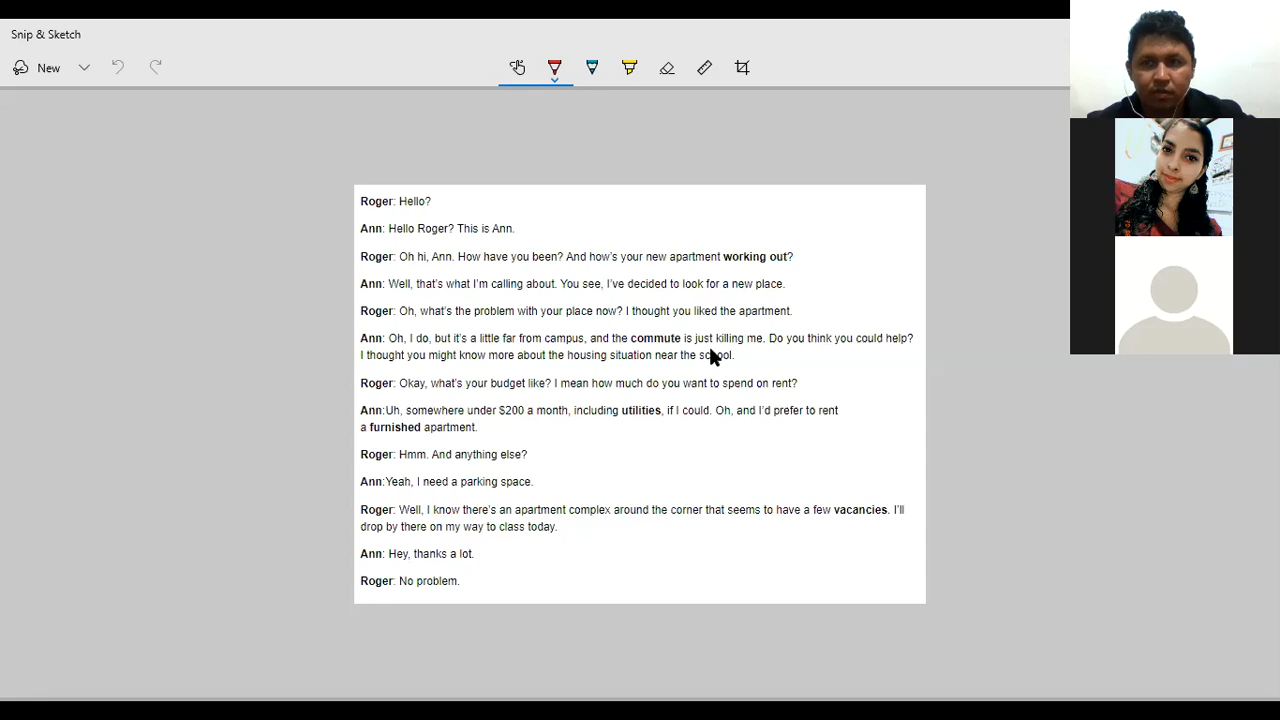 Snip & Sketch
New
Roger: Hello?
Ann: Hello Roger? This is Ann.
Roger: Oh hi, Ann. How have you been? And how's your new apartment working out?
Ann: Well, that's what I'm calling about. You see, I've decided to look for a new place.
Roger: Oh, what's the problem with your place now? I thought you liked the apartment.
Ann: Oh, I do, but it's a little far from campus, and the commute is just killing me. Do you think you could help?
I thought you might know more about the housing situation near the school.
Roger: Okay, what's your budget like? I mean how much do you want to spend on rent?
Ann:Uh, somewhere under $200 a month, including utilities, if I could. Oh, and I'd prefer to rent
a furnished apartment.
Roger: Hmm. And anything else?
Ann:Yeah, I need a parking space.
Roger: Well, I know there's an apartment complex around the corner that seems to have a few vacancies. I'll
drop by there on my way to class today.
Ann: Hey, thanks a lot.
Roger: No problem.